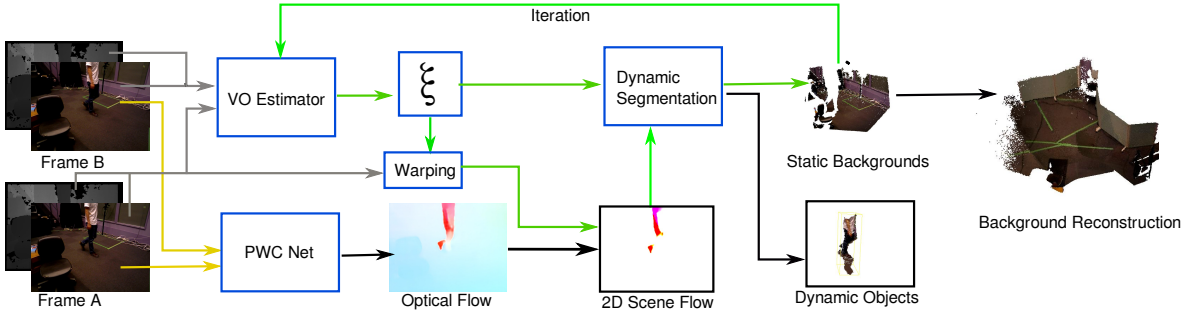 Iteration
VO Estimator
ξ
Dynamic
Segmentation
Frame B
Warping
Static Backgrounds
Background Reconstruction
PWC Net
Frame A
Optical Flow
2D Scene Flow
Dynamic Objects